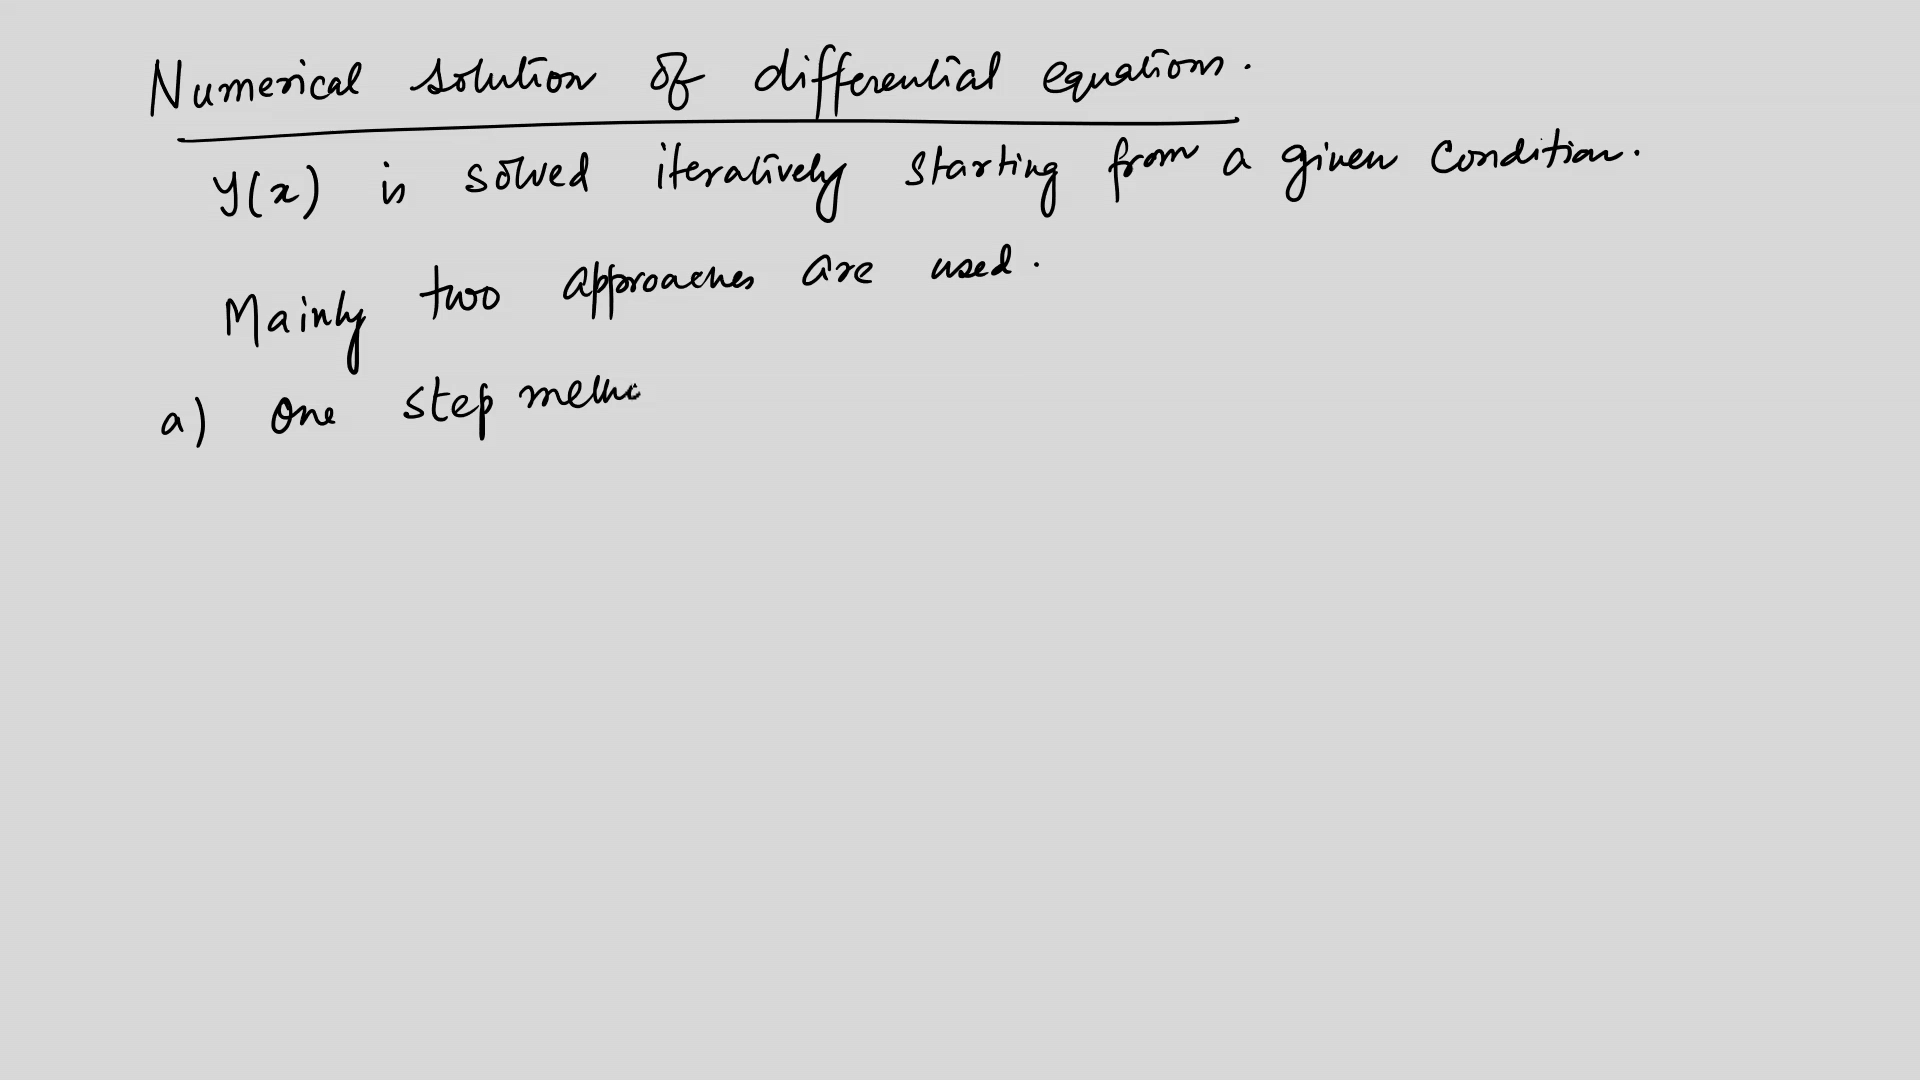 Numerical solution of differential equations.
y(x) is solved iteratively starting from a given condition.
Mainly two approaches are used.
a) One step metho